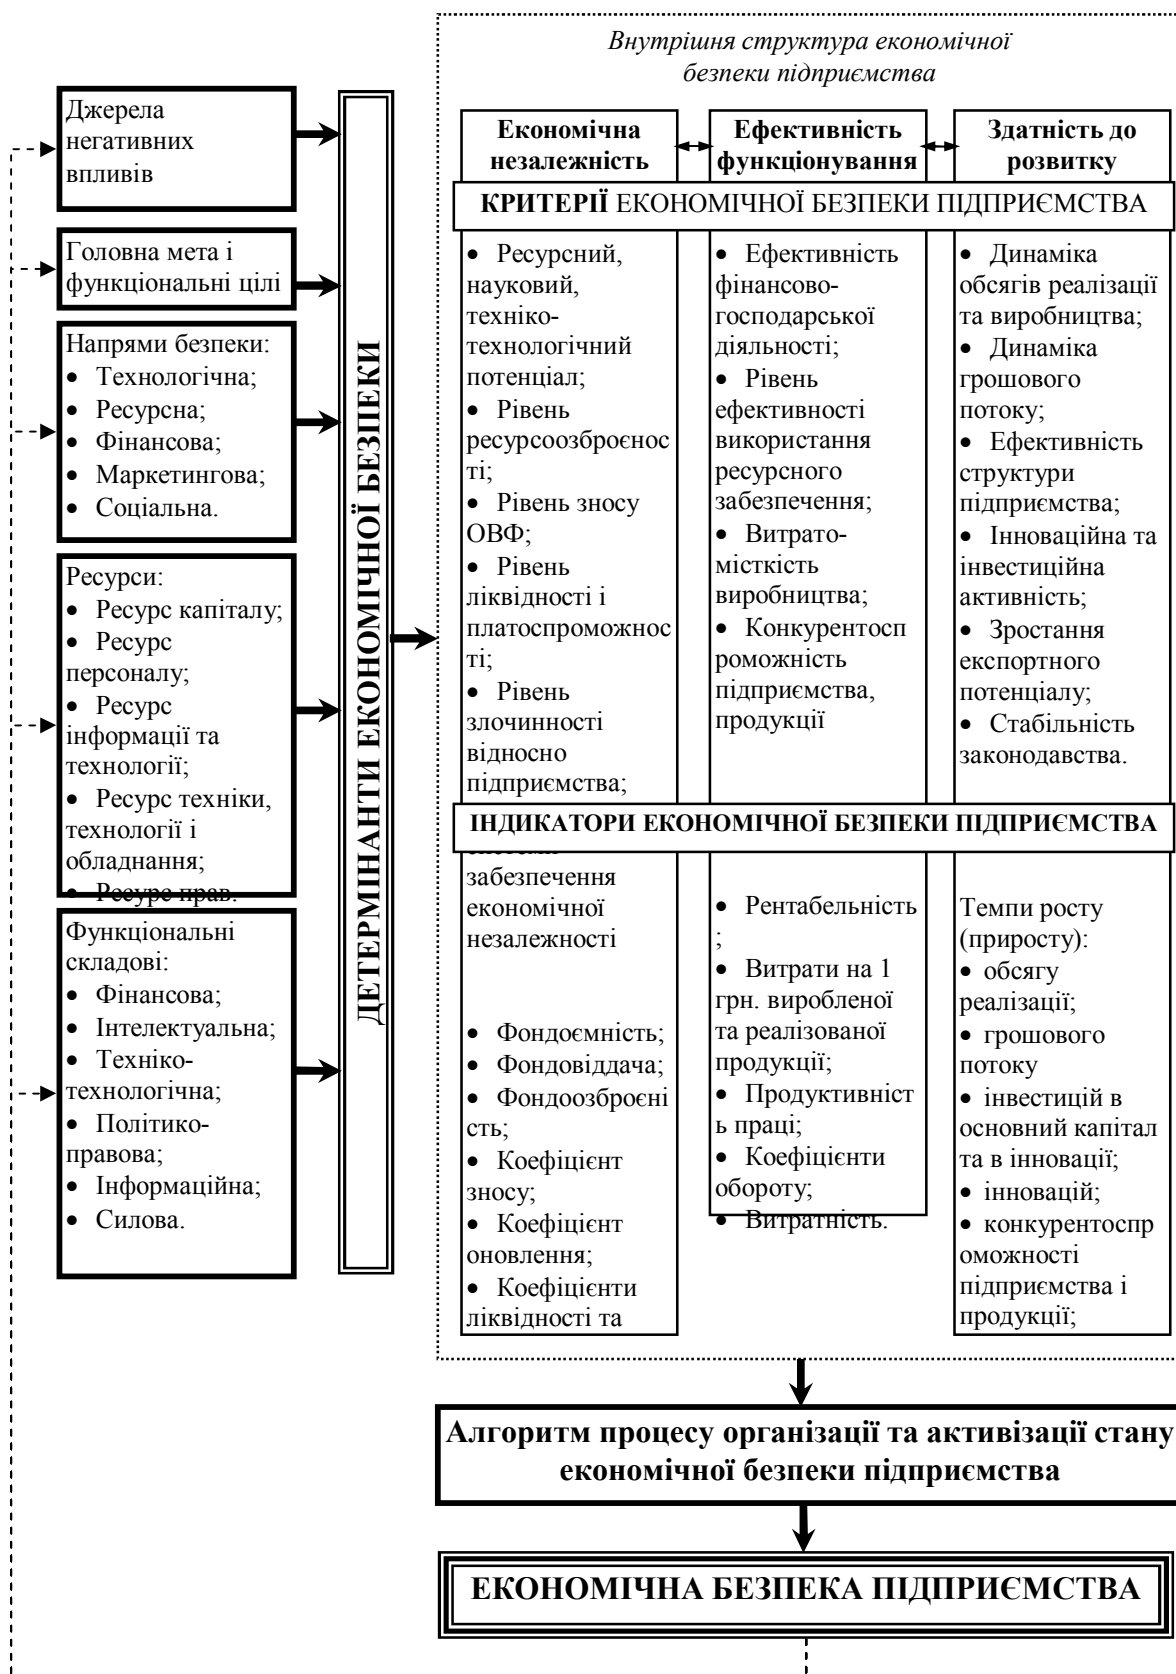 Внутрішня структура економічної
безпеки підприємства
Джерела
негативних
впливів
Головна мета і
функціональні цілі
Напрями безпеки:
• Технологічна;
• Ресурсна;
• Фінансова;
• Маркетингова;
• Соціальна.
Ресурси:
• Ресурс капіталу;
• Ресурс
персоналу;
• Ресурс
інформації та
технології;
• Ресурс техніки,
технології і
обладнання;
• Ресурс прав.
Функціональні
складові:
• Фінансова;
• Інтелектуальна;
• Техніко-
технологічна;
• Політико-
правова;
• Інформаційна;
• Силова.
ДЕТЕРМІНАНТИ ЕКОНОМІЧНОЇ БЕЗПЕКИ
Економічна
незалежність
Ефективність
функціонування
Здатність до
розвитку
КРИТЕРІЇ ЕКОНОМІЧНОЇ БЕЗПЕКИ ПІДПРИЄМСТВА
• Ресурсний,
науковий,
техніко-
технологічний
потенціал;
• Рівень
ресурсоозброєнос
ті;
• Рівень зносу
ОВФ;
• Рівень
ліквідності і
платоспроможнос
ті;
• Рівень
злочинності
відносно
підприємства;
• Ефективність
фінансово-
господарської
діяльності;
• Рівень
ефективності
використання
ресурсного
забезпечення;
• Витрато-
місткість
виробництва;
• Конкурентосп
роможність
підприємства,
продукції
• Динаміка
обсягів реалізації
та виробництва;
• Динаміка
грошового
потоку;
• Ефективність
структури
підприємства;
• Інноваційна та
інвестиційна
активність;
• Зростання
експортного
потенціалу;
• Стабільність
законодавства.
ІНДИКАТОРИ ЕКОНОМІЧНОЇ БЕЗПЕКИ ПІДПРИЄМСТВА
забезпечення
економічної
незалежності
• Фондоємність;
• Фондовіддача;
• Фондоозброєні
сть;
• Коефіцієнт
зносу;
• Коефіцієнт
оновлення;
• Коефіцієнти
ліквідності та
• Рентабельність
;
• Витрати на 1
грн. виробленої
та реалізованої
продукції;
• Продуктивніст
ь праці;
• Коефіцієнти
обороту;
• Витратність.
Темпи росту
(приросту):
• обсягу
реалізації;
• грошового
потоку
• інвестицій в
основний капітал
та в інновації;
• інновацій;
• конкурентоспр
оможності
підприємства і
продукції;
Алгоритм процесу організації та активізації стану
економічної безпеки підприємства
ЕКОНОМІЧНА БЕЗПЕКА ПІДПРИЄМСТВА